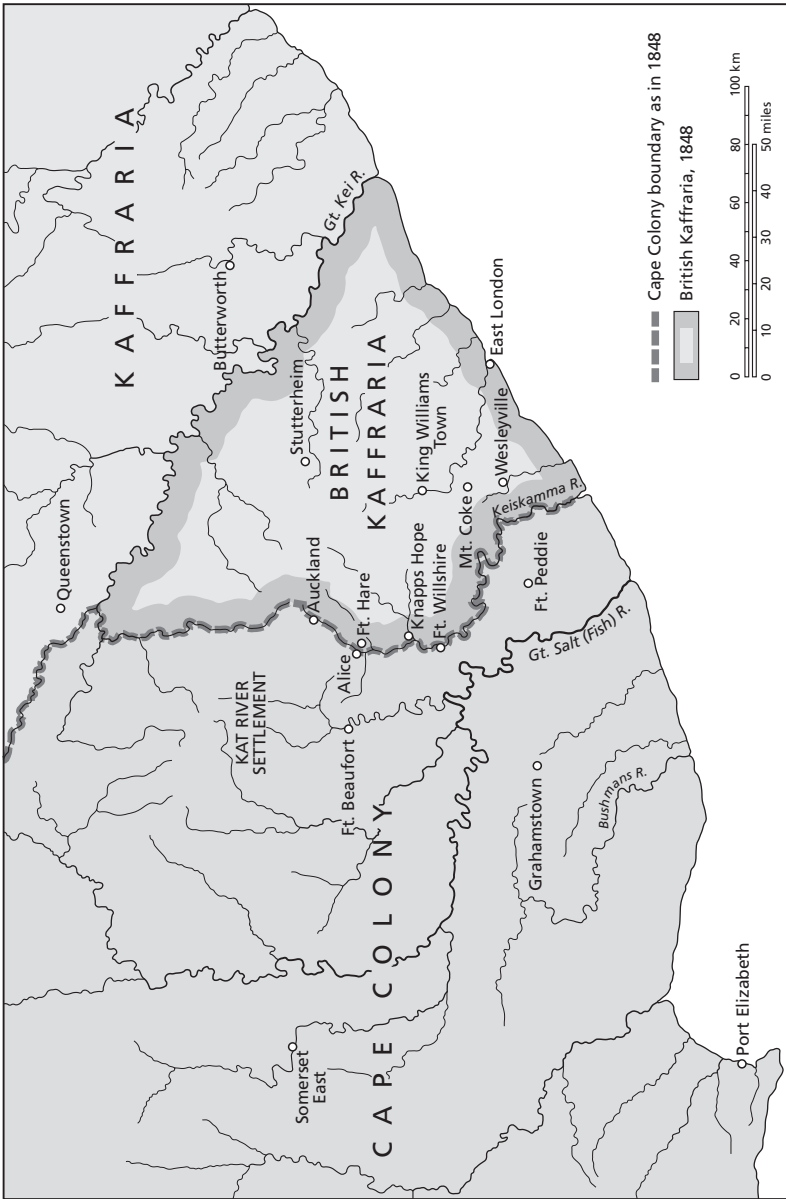 KAFFRARIA
Queenstown
Butterworth
Gt. Kei R.
Stutterheim
BRITISH
KAFFRARIA
Auckland
Ft. Hare
Alice
KAT RIVER
SETTLEMENT
Ft. Beaufort
King Williams
Town
Knapps Hope
Ft. Willshire
Mt. Coke
East London
Wesleyville
Keiskamma R.
Ft. Peddie
Gt. Salt (Fish) R.
CAPE COLONY
Somerset
East
Grahamstown
Bushmans R.
Port Elizabeth
Cape Colony boundary as in 1848
British Kaffraria, 1848
0 20 40 60 80 100 km
0 10 20 30 40 50 miles